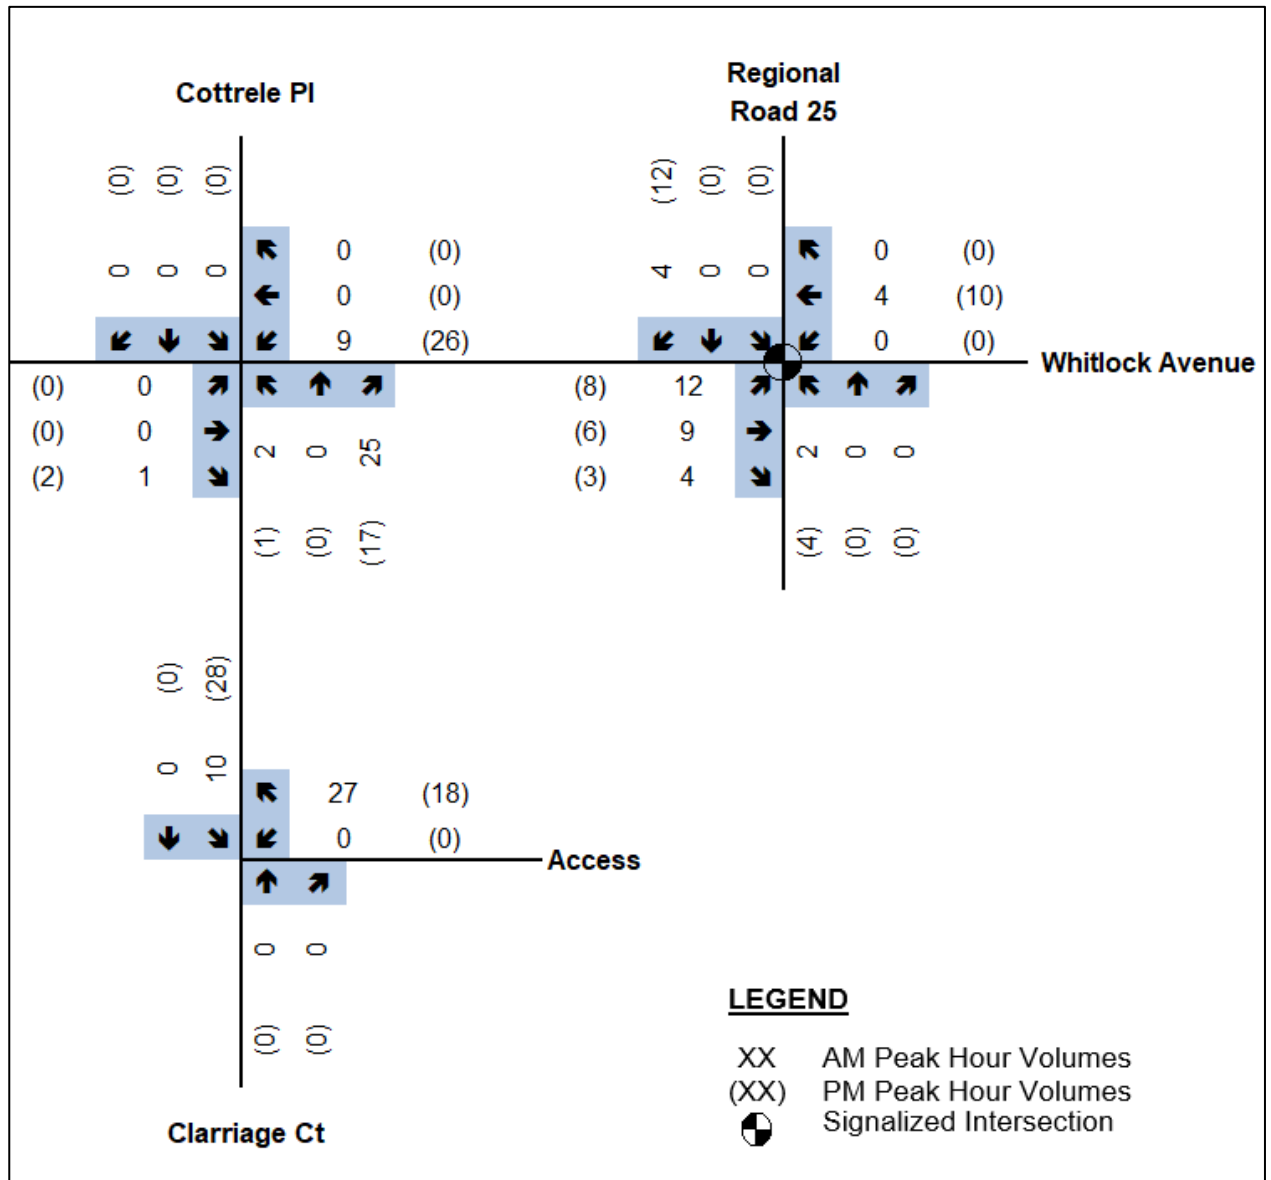 Cottrele Pl
Regional
Road 25
(0) (0) (0)
(12) (0) (0)
0 0 0
4 0 0
0 (0)
0 (0)
9 (26)
0 (0)
4 (10)
0 (0)
Whitlock Avenue
(0) 0
(0) 0
(2) 1
(8) 12
(6) 9
(3) 4
2 0 25
(1) (0) (17)
2 0 0
(4) (0) (0)
(0) (28)
0 10
27 (18)
0 (0)
Access
0 0
(0) (0)
Clarriage Ct
LEGEND
XX AM Peak Hour Volumes
(XX) PM Peak Hour Volumes
Signalized Intersection